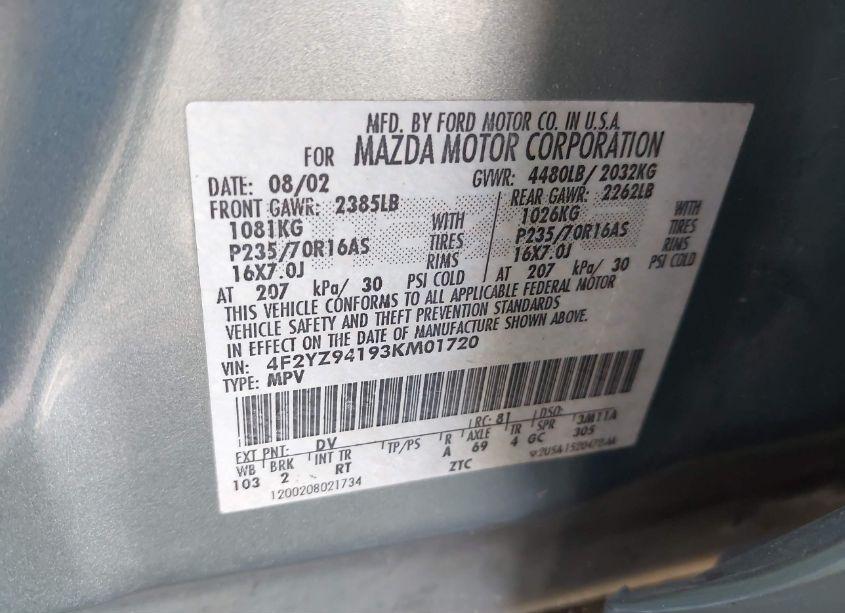 MFD. BY FORD MOTOR CO. IN U.S.A.
FOR MAZDA MOTOR CORPORATION
DATE: 08/02 GVWR: 4480LB/ 2032KG
FRONT GAWR: 2385LB REAR GAWR: 2262LB
1081KG WITH 1026KG WITH
P235/70R16AS TIRES P235/70R16AS TIRES
16X7.0J RIMS 16X7.0J RIMS
AT 207 kPa/ 30 PSI COLD AT 207 kPa/ 30 PSI COLD
THIS VEHICLE CONFORMS TO ALL APPLICABLE FEDERAL MOTOR
VEHICLE SAFETY AND THEFT PREVENTION STANDARDS
IN EFFECT ON THE DATE OF MANUFACTURE SHOWN ABOVE.
VIN: 4F2YZ94193KM01720
TYPE: MPV
EXT PNT: DV RC: 81 DSO:
WB BRK INT TR TP/PS R AXLE TR SPR 3M11A
103 2 RT A 69 4 GC 305
1200208021734 ZTC